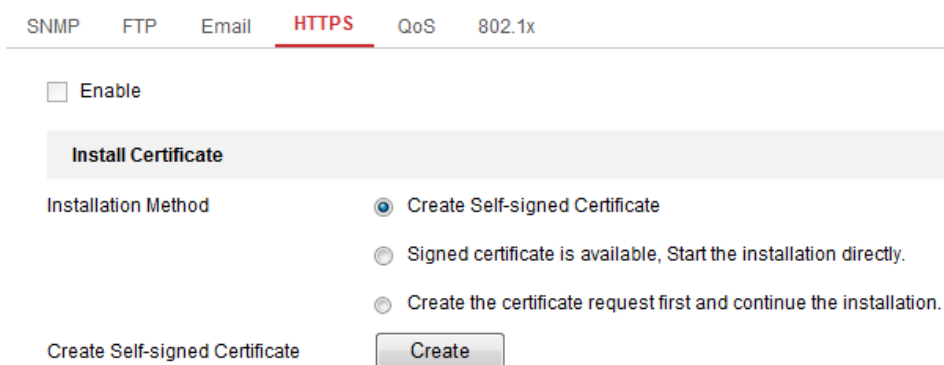 SNMP FTP Email HTTPS QoS 802.1x
Enable
Install Certificate
Installation Method Create Self-signed Certificate
Signed certificate is available, Start the installation directly.
Create the certificate request first and continue the installation.
Create Self-signed Certificate Create